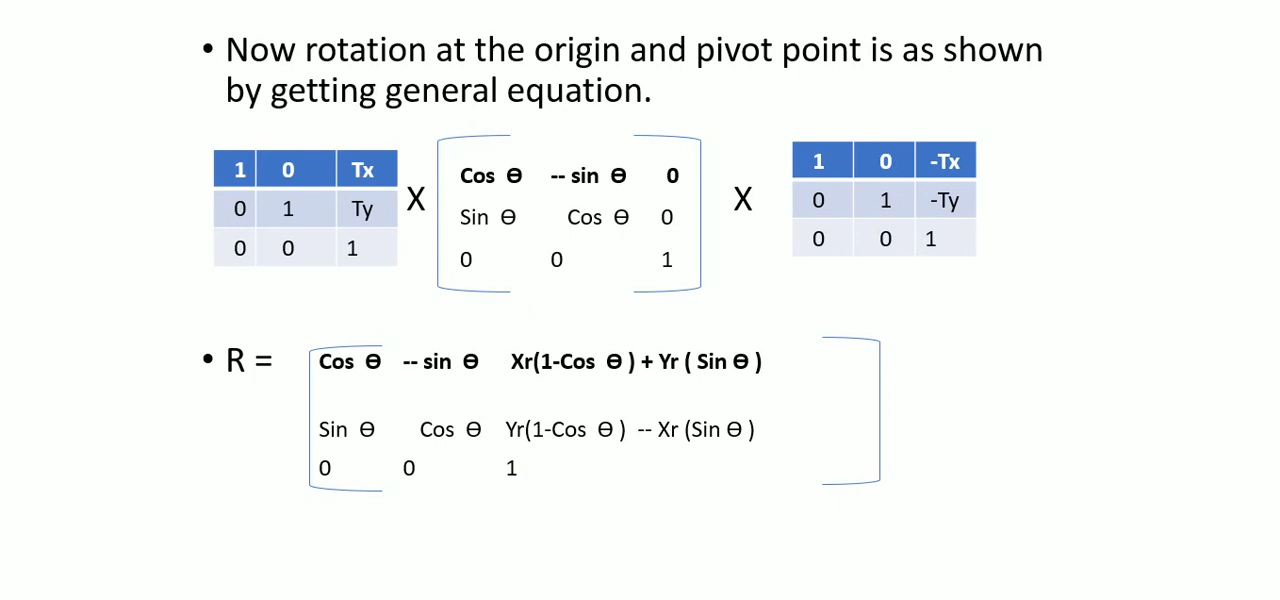 • Now rotation at the origin and pivot point is as shown
by getting general equation.
1 0 Tx
0 1 Ty
0 0 1
X
Cos Ө -- sin Ө 0
Sin Ө Cos Ө 0
0 0 1
X
1 0 -Tx
0 1 -Ty
0 0 1
• R =
Cos Ө -- sin Ө Xr(1-Cos Ө ) + Yr ( Sin Ө )
Sin Ө Cos Ө Yr(1-Cos Ө ) -- Xr (Sin Ө )
0 0 1